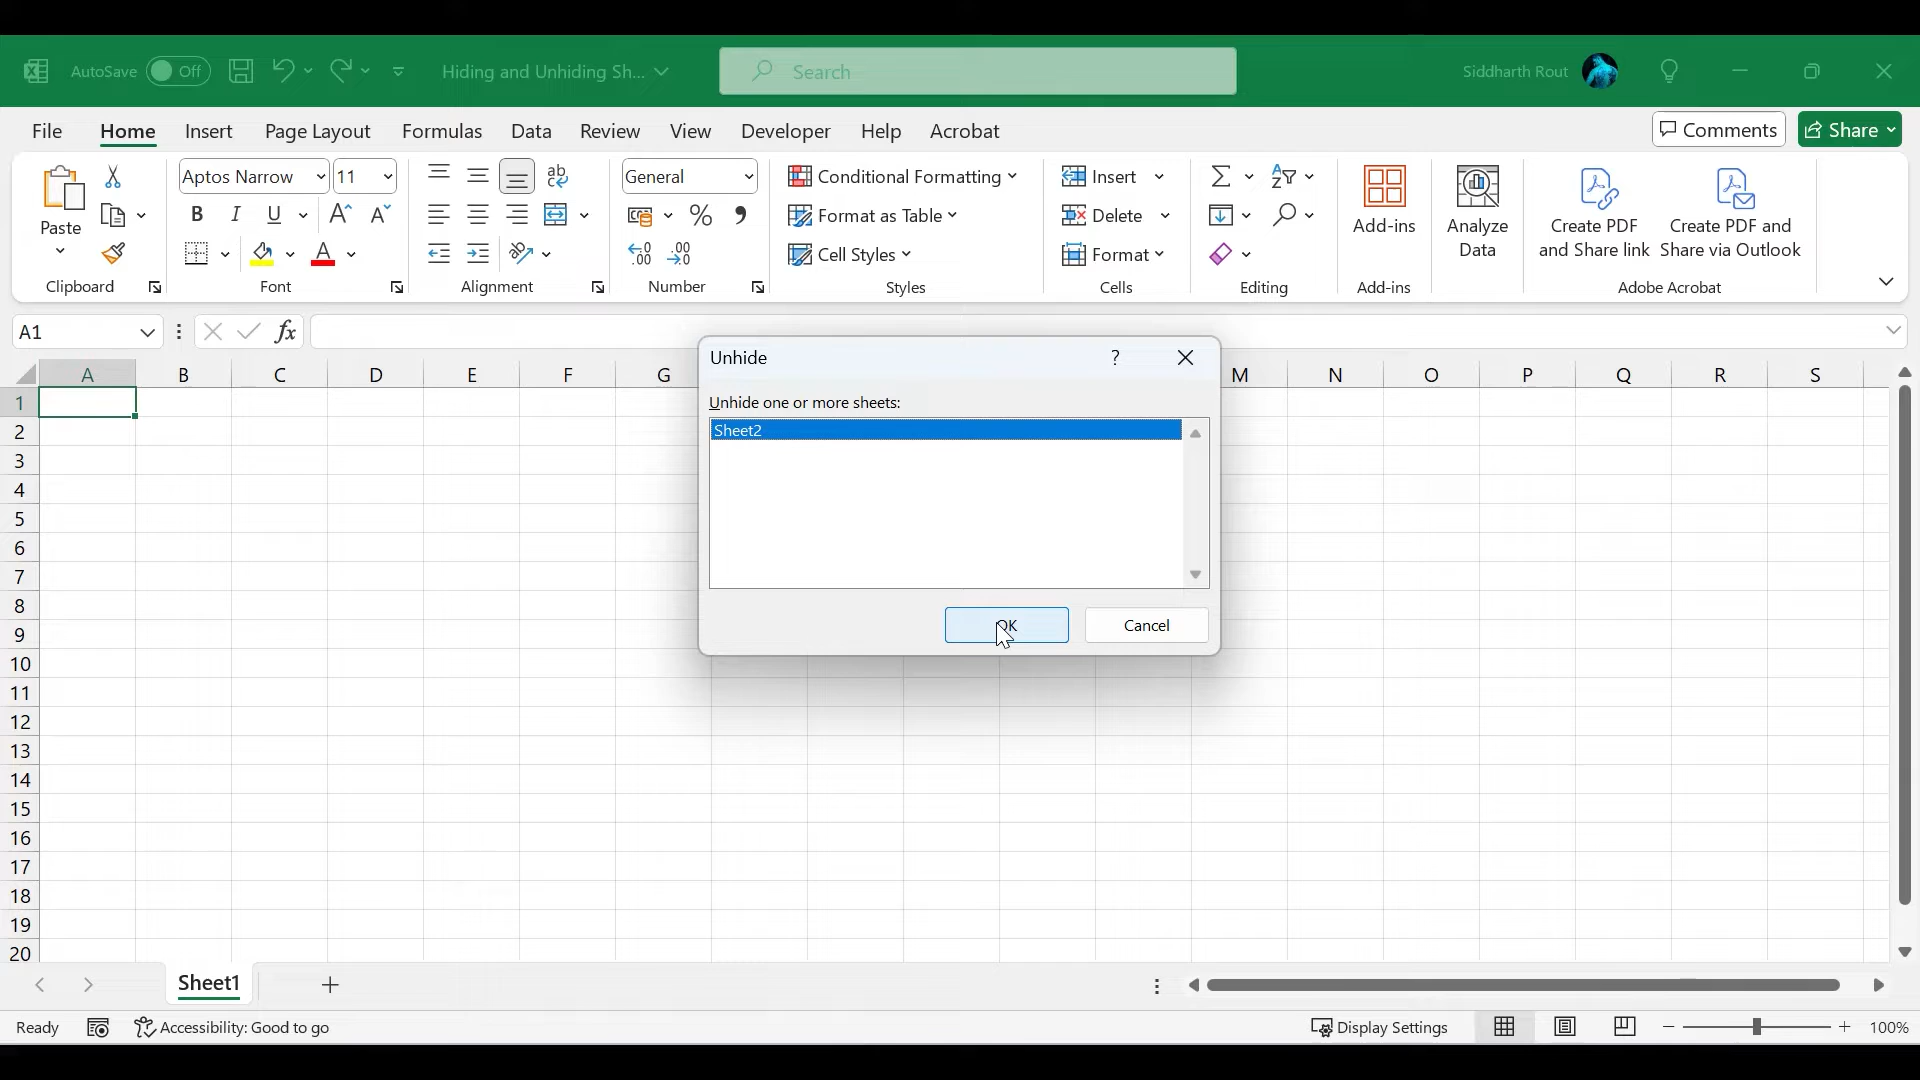 AutoSave Off Hiding and Unhiding Sh... Search Siddharth Rout
File Home Insert Page Layout Formulas Data Review View Developer Help Acrobat Comments Share
Paste
Clipboard
Aptos Narrow 11
B I U A A
A
Font
ab
Alignment
General
% 9
Number
Conditional Formatting
Format as Table
Cell Styles
Styles
Insert
Delete
Format
Cells
Editing
Add-ins
Add-ins
Analyze
Data
Create PDF
and Share link
Create PDF and
Share via Outlook
Adobe Acrobat
A1 fx
A B C D E F G M N O P Q R S
Unhide ?
Unhide one or more sheets:
Sheet2
OK Cancel
1
2
3
4
5
6
7
8
9
10
11
12
13
14
15
16
17
18
19
20
Sheet1 +
Ready Accessibility: Good to go Display Settings 100%